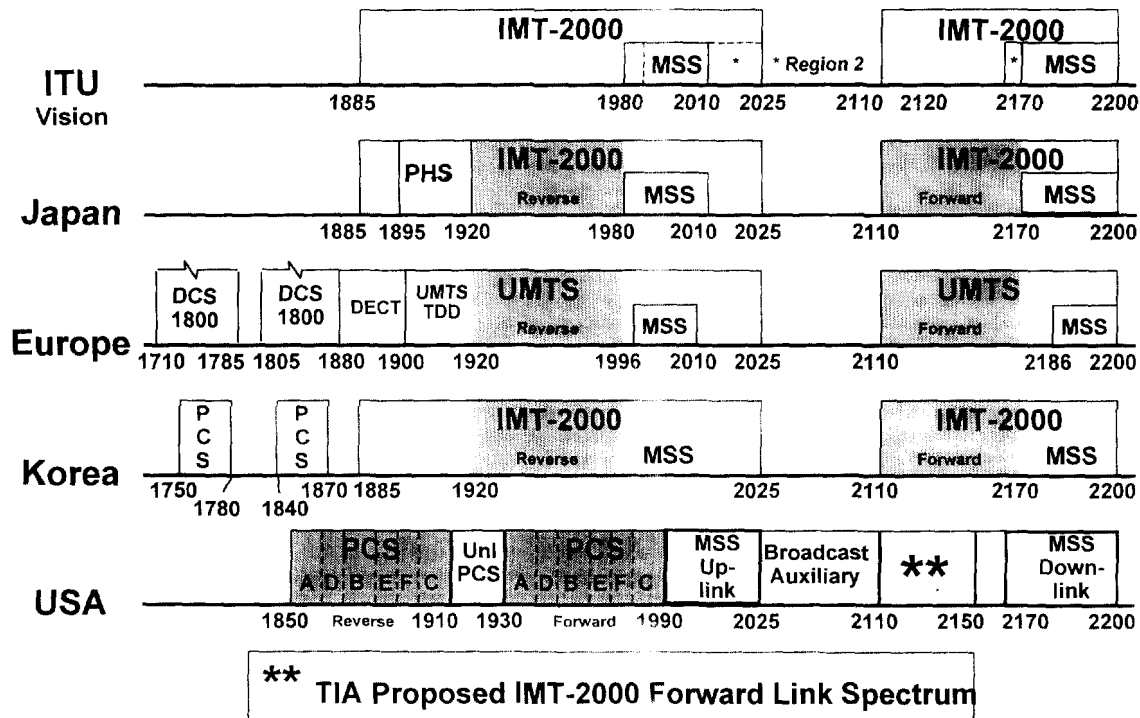 IMT-2000 IMT-2000
MSS * * Region 2 * MSS
ITU
Vision
1885 1980 2010 2025 2110 2120 2170 2200
IMT-2000 IMT-2000
PHS
Reverse MSS Forward MSS
Japan
1885 1895 1920 1980 2010 2025 2110 2170 2200
DCS
1800
DCS
1800
DECT
UMTS
TDD
UMTS
Reverse
MSS
UMTS
Forward
MSS
Europe
1710 1785 1805 1880 1900 1920 1996 2010 2025 2110 2186 2200
P
C
S
P
C
S
IMT-2000
Reverse
MSS
IMT-2000
Forward
MSS
Korea
1750 1780 1840 1870 1885 1920 2025 2110 2170 2200
PCS
A D B E F C
UnI
PCS
PCS
A D B E F C
MSS
Up-
link
Broadcast
Auxiliary
**
MSS
Down-
link
USA
1850 Reverse 1910 1930 Forward 1990 2025 2110 2150 2170 2200
** TIA Proposed IMT-2000 Forward Link Spectrum